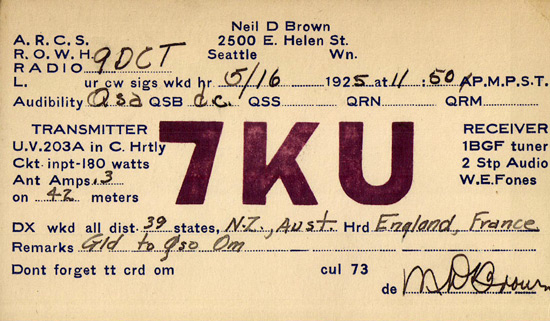 Neil D Brown
A.R.C.S. 2500 E. Helen St.
R.O.W.H. Seattle Wn.
RADIO 9DCT
L. ur cw sigs wkd hr 5/16 1925 at 11:50 P.M.P.S.T.
Audibility Qsa QSB d.c. QSS QRN QRM
TRANSMITTER
U.V.203A in C. Hrtly
Ckt inpt-180 watts
Ant Amps .3
on 42 meters
7KU
RECEIVER
1BGF tuner
2 Stp Audio
W.E.Fones
DX wkd all dist. 39 states, N.Z., Aust. Hrd England, France
Remarks Gld to qso Om
Dont forget tt crd om cul 73
de N D Brown